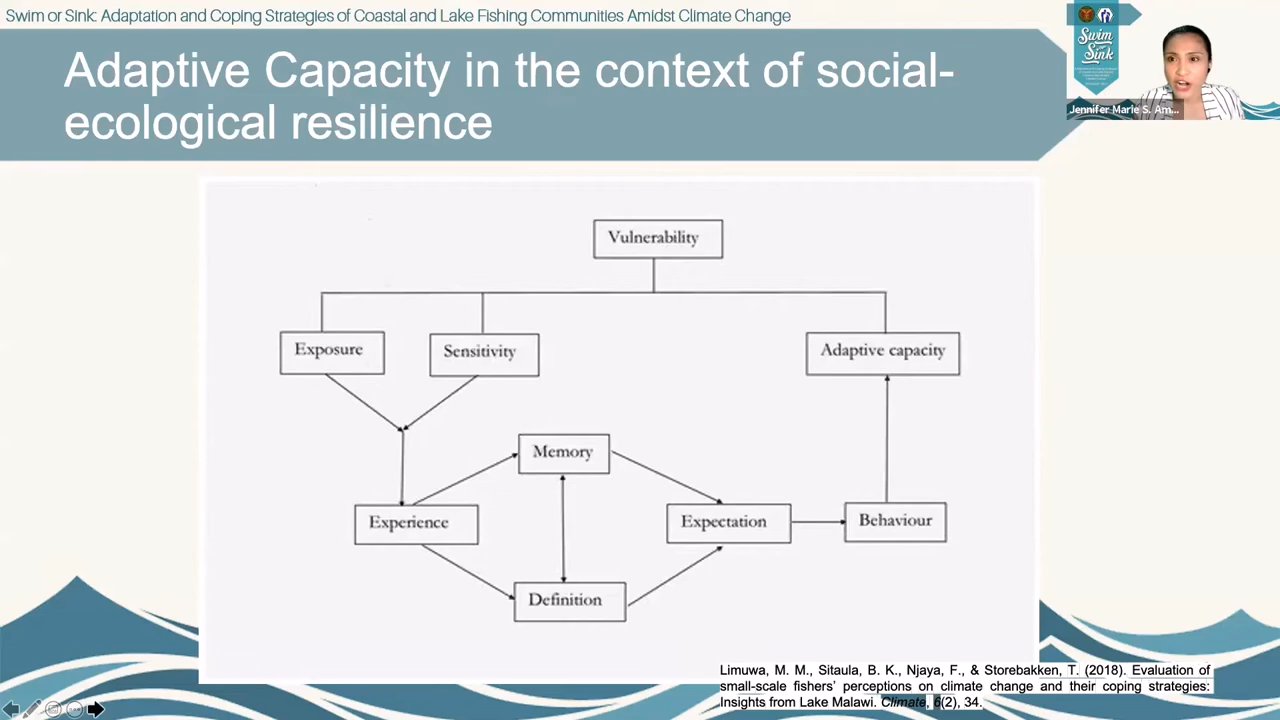 Swim or Sink: Adaptation and Coping Strategies of Coastal and Lake Fishing Communities Amidst Climate Change
Adaptive Capacity in the context of social-
ecological resilience
Swim
or
Sink
Jennifer Marie S. Am...
Vulnerability
Exposure
Sensitivity
Adaptive capacity
Memory
Experience
Expectation
Behaviour
Definition
Limuwa, M. M., Sitaula, B. K., Njaya, F., & Storebakken, T. (2018). Evaluation of
small-scale fishers' perceptions on climate change and their coping strategies:
Insights from Lake Malawi. Climate, 6(2), 34.